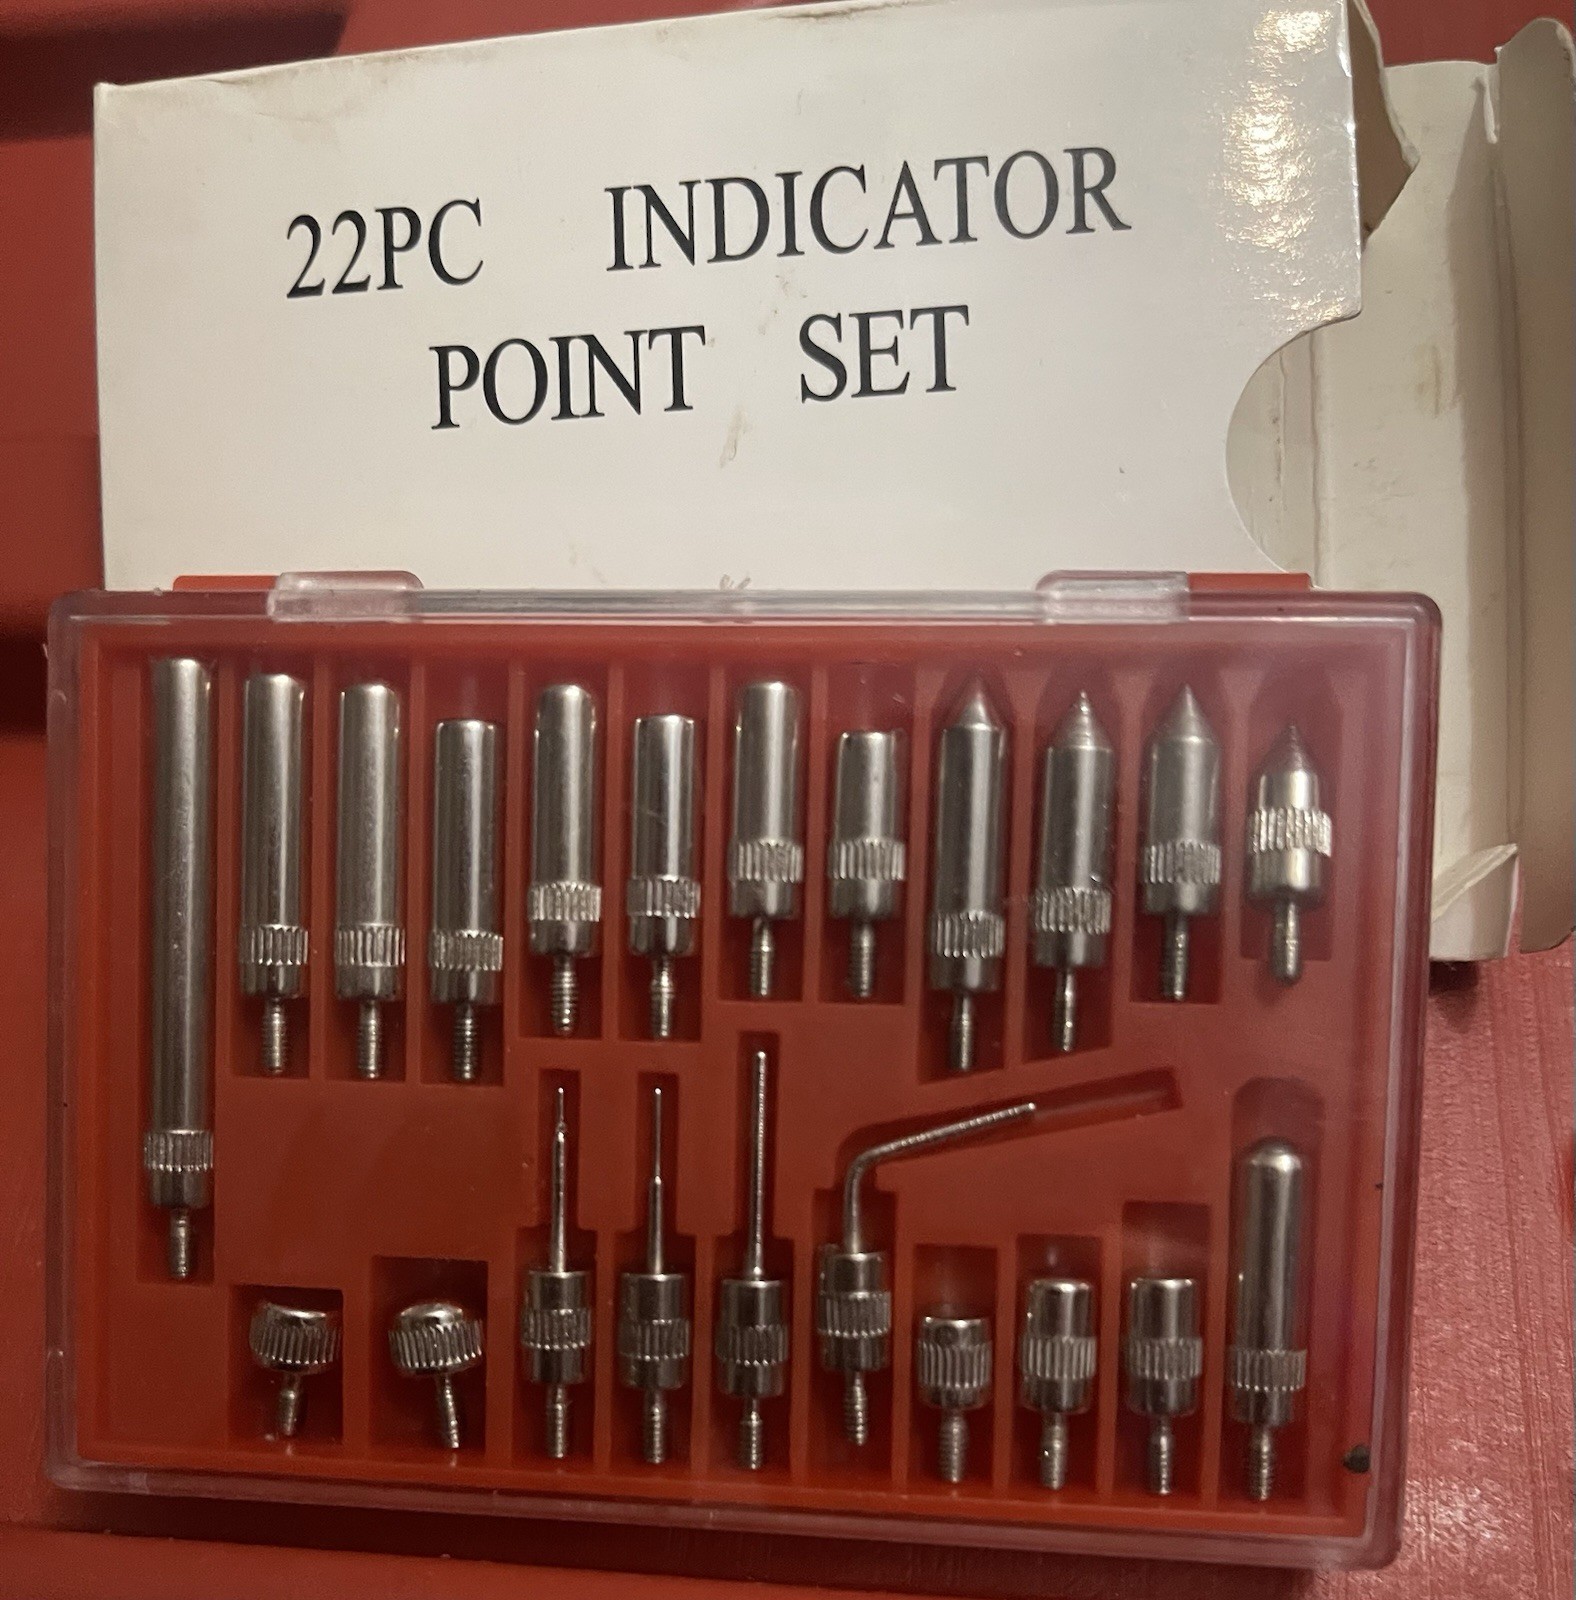 22PC INDICATOR
POINT SET